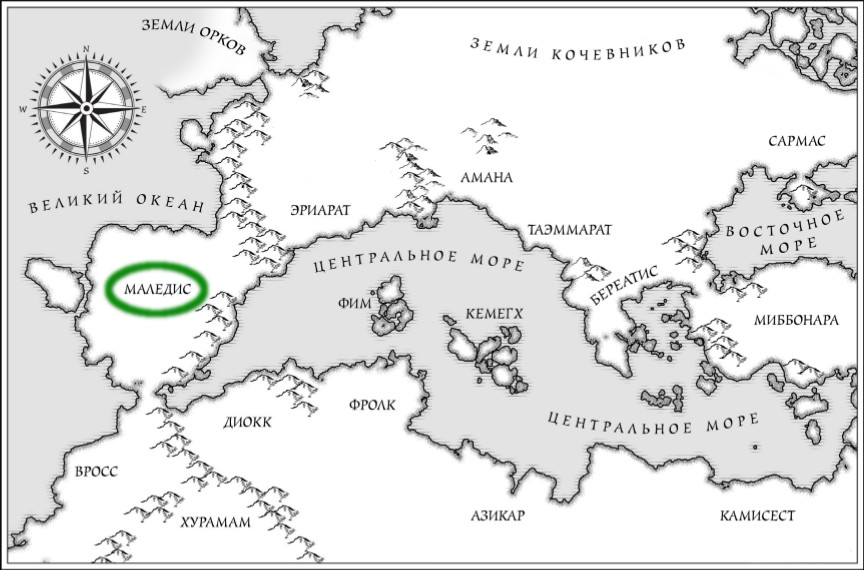 ЗЕМЛИ ОРКОВ
ЗЕМЛИ КОЧЕВНИКОВ
N
W
E
S
САРМАС
АМАНА
ВЕЛИКИЙ ОКЕАН
ЭРИАРАТ
ТАЭММАРАТ
ВОСТОЧНОЕ
МОРЕ
ЦЕНТРАЛЬНОЕ МОРЕ
МАЛЕДИС
БЕРЕАТИС
ФИМ
КЕМЕГХ
МИББОНАРА
ДИОКК
ФРОЛК
ЦЕНТРАЛЬНОЕ МОРЕ
ВРОСС
ХУРАМАМ
АЗИКАР
КАМИСЕСТ